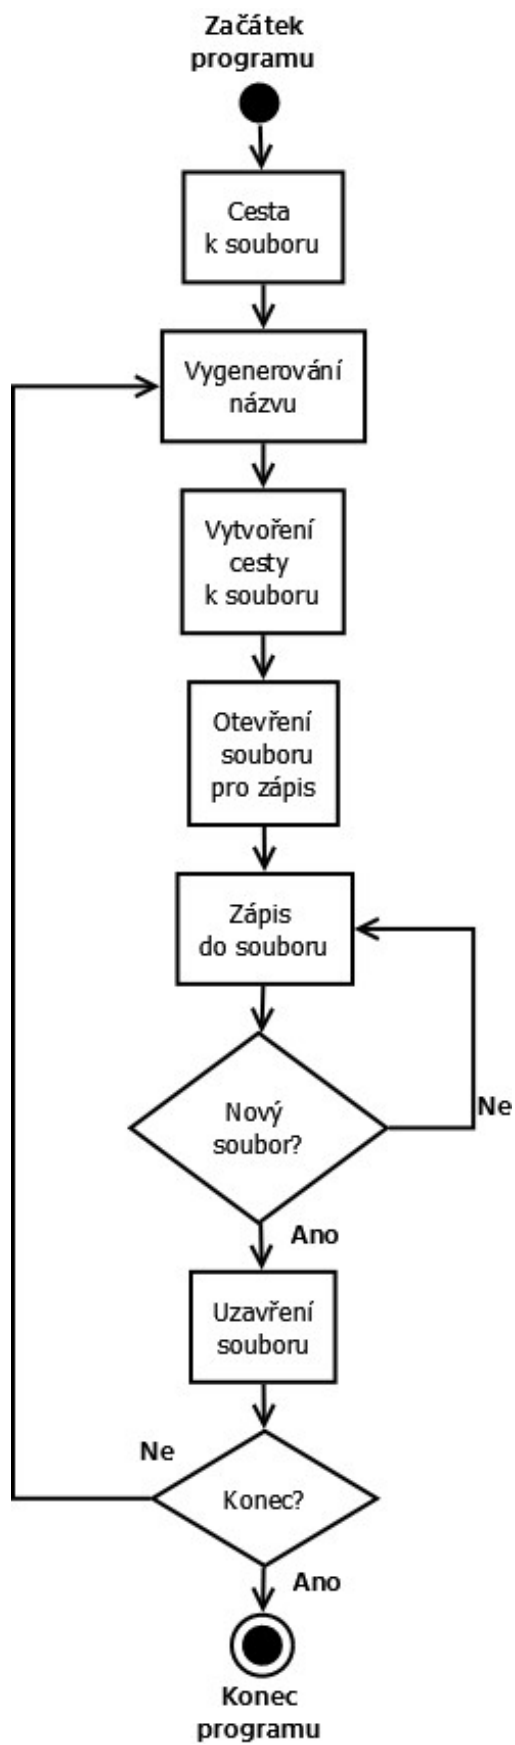 Začátek
programu
Cesta
k souboru
Vygenerování
názvu
Vytvoření
cesty
k souboru
Otevření
souboru
pro zápis
Zápis
do souboru
Nový
soubor?
Ne
Ano
Uzavření
souboru
Ne
Konec?
Ano
Konec
programu